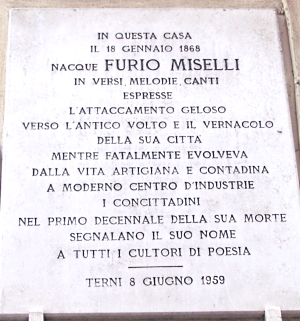 IN QUESTA CASA
IL 18 GENNAIO 1868
NACQUE FURIO MISELLI
IN VERSI, MELODIE, CANTI
ESPRESSE
L'ATTACCAMENTO GELOSO
VERSO L'ANTICO VOLTO E IL VERNACOLO
DELLA SUA CITTÀ
MENTRE FATALMENTE EVOLVEVA
DALLA VITA ARTIGIANA E CONTADINA
A MODERNO CENTRO D'INDUSTRIE
I CONCITTADINI
NEL PRIMO DECENNALE DELLA SUA MORTE
SEGNALANO IL SUO NOME
A TUTTI I CULTORI DI POESIA
TERNI 8 GIUGNO 1959